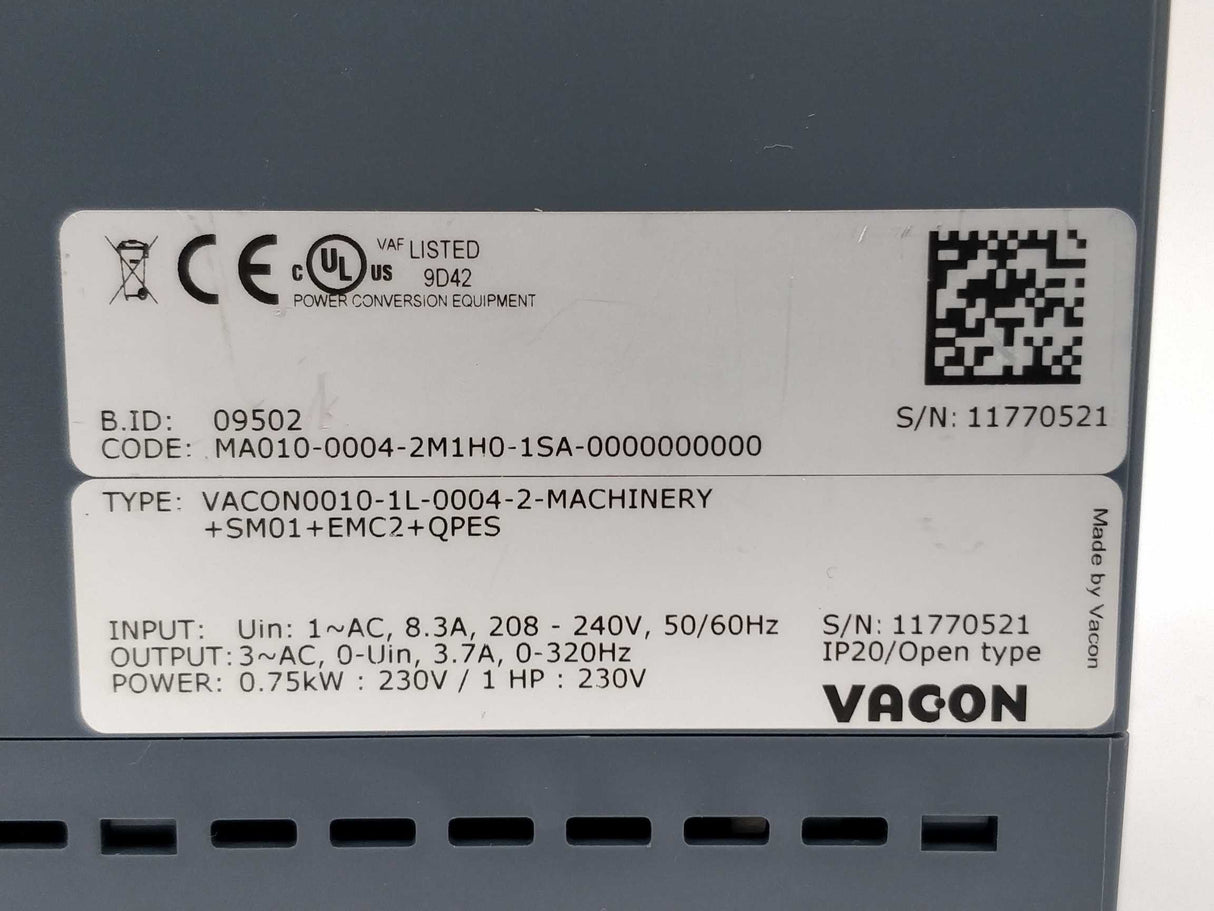 CE c UL US VAF LISTED
9D42
POWER CONVERSION EQUIPMENT
B.ID: 09502
CODE: MA010-0004-2M1H0-1SA-0000000000
S/N: 11770521
TYPE: VACON0010-1L-0004-2-MACHINERY
+SM01+EMC2+QPES
INPUT: Uin: 1~AC, 8.3A, 208 - 240V, 50/60Hz
OUTPUT: 3~AC, 0-Uin, 3.7A, 0-320Hz
POWER: 0.75kW : 230V / 1 HP : 230V
S/N: 11770521
IP20/Open type
VACON
Made by Vacon